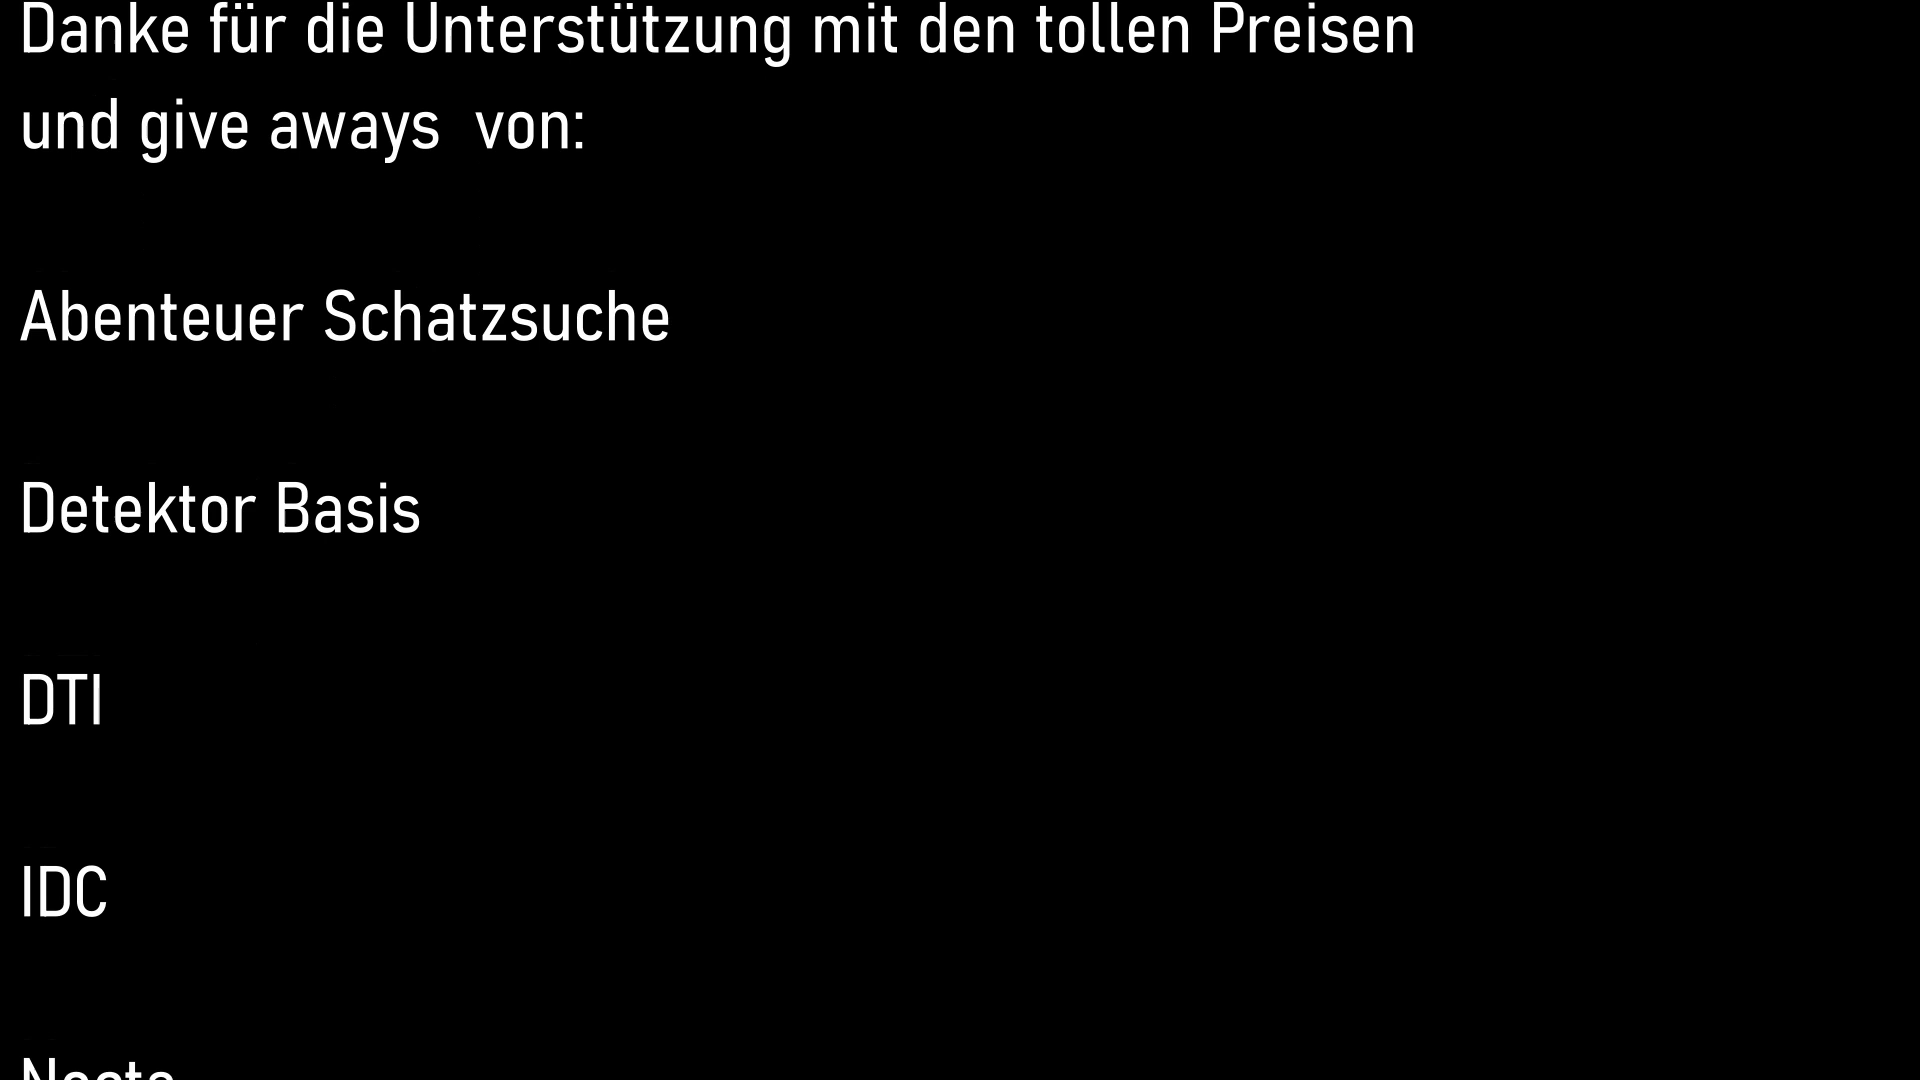 Danke für die Unterstützung mit den tollen Preisen
und give aways  von:
Abenteuer Schatzsuche
Detektor Basis
DTI
IDC